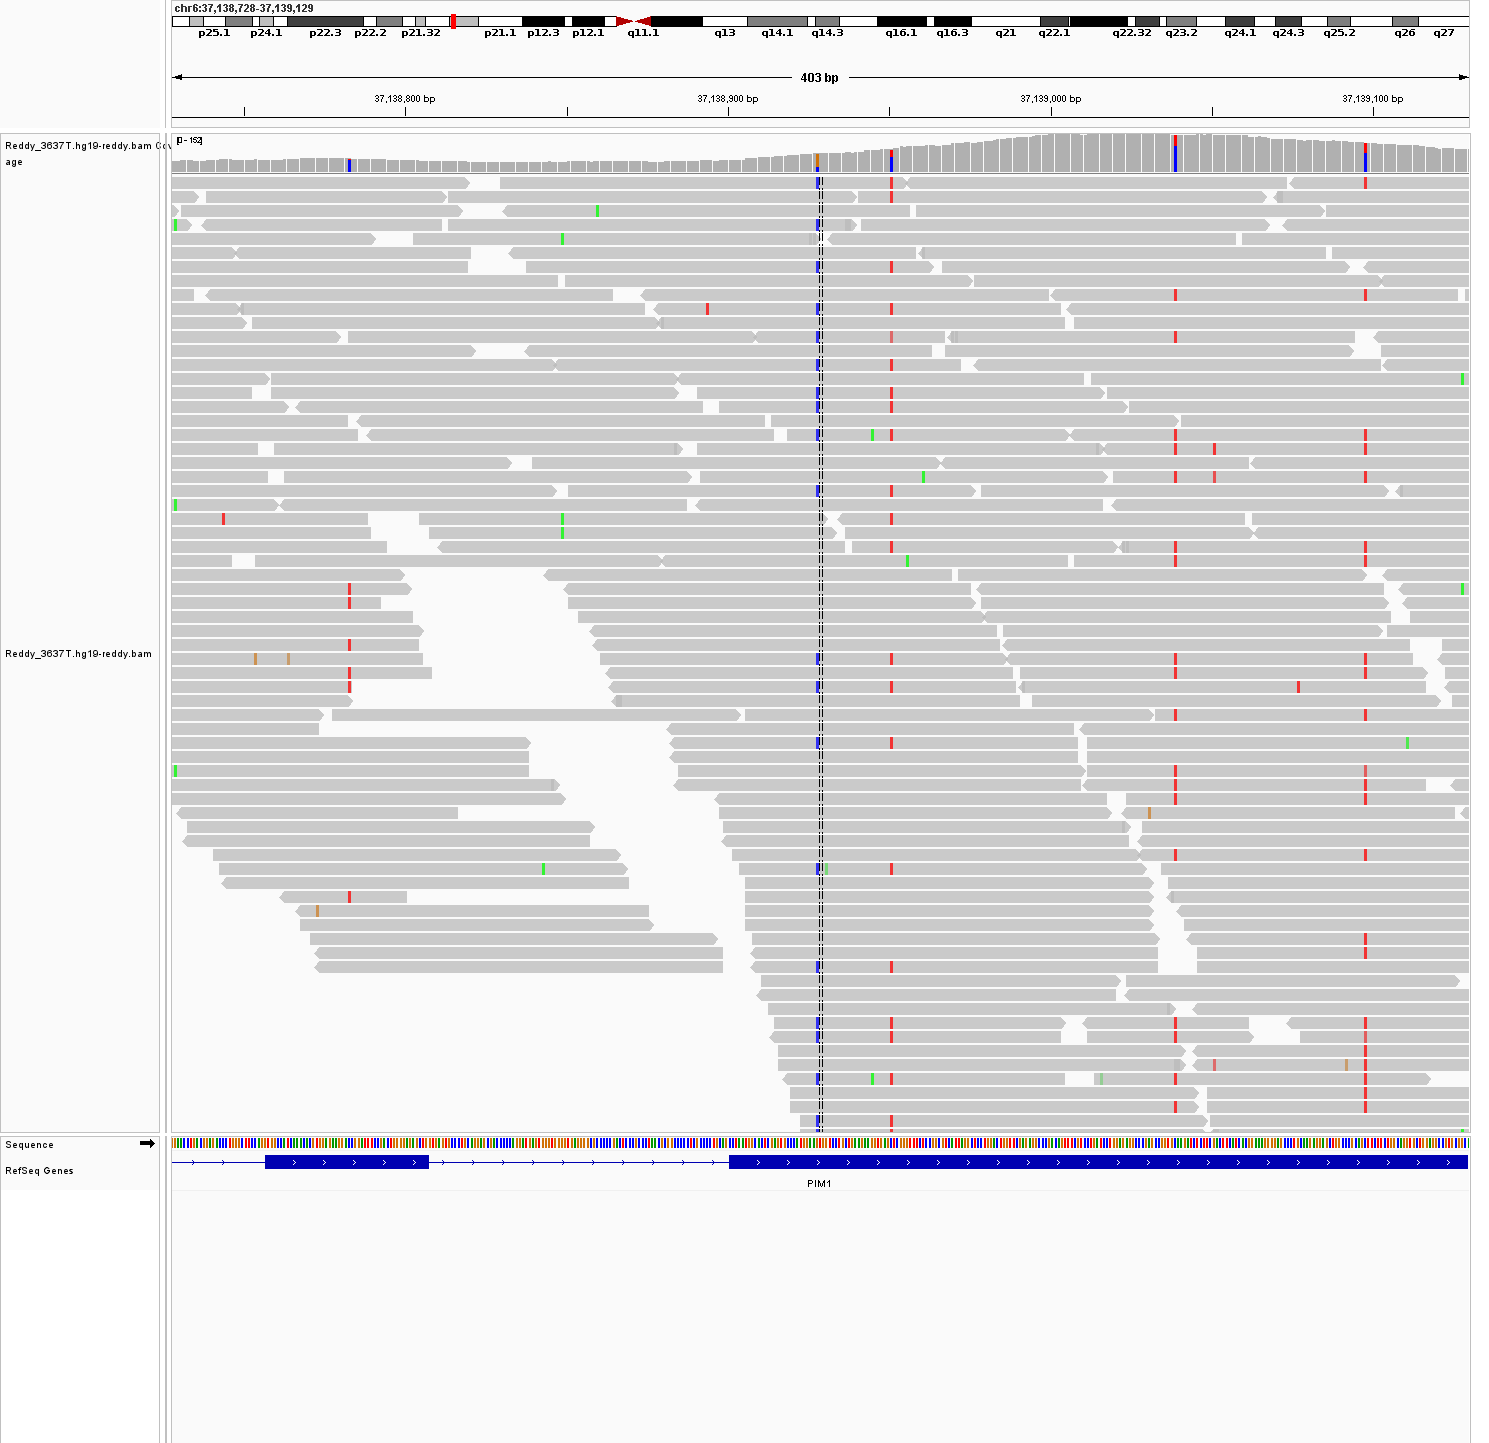 chr6:37,138,728-37,139,129
p25.1 p24.1 p22.3 p22.2 p21.32 p21.1 p12.3 p12.1 q11.1 q13 q14.1 q14.3 q16.1 q16.3 q21 q22.1 q22.32 q23.2 q24.1 q24.3 q25.2 q26 q27
403 bp
37,138,800 bp 37,138,900 bp 37,139,000 bp 37,139,100 bp
[0 - 152]
Reddy_3637T.hg19-reddy.bam Cov
age
Reddy_3637T.hg19-reddy.bam
Sequence
RefSeq Genes
PIM1